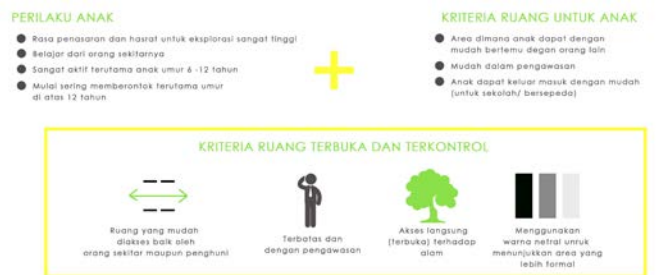 PERILAKU ANAK
Rasa penasaran dan hasrat untuk eksplorasi sangat tinggi
Belajar dari orang sekitarnya
Sangat aktif terutama anak umur 6 -12 tahun
Mulai sering memberontok terutama umur
di atas 12 tahun
KRITERIA RUANG UNTUK ANAK
Area dimana anak dapat dengan
mudah bertemu degan orang lain
Mudah dalam pengawasan
Anak dapat keluar masuk dengan mudah
(untuk sekolah/ bersepeda)
KRITERIA RUANG TERBUKA DAN TERKONTROL
Ruang yang mudah
diakses baik oleh
orang sekitar maupun penghuni
Terbatas dan
dengan pengawasan
Akses langsung
(terbuka) terhadap
alam
Menggunakan
warna netral unruk
menunjukkan area yang
lebih formal